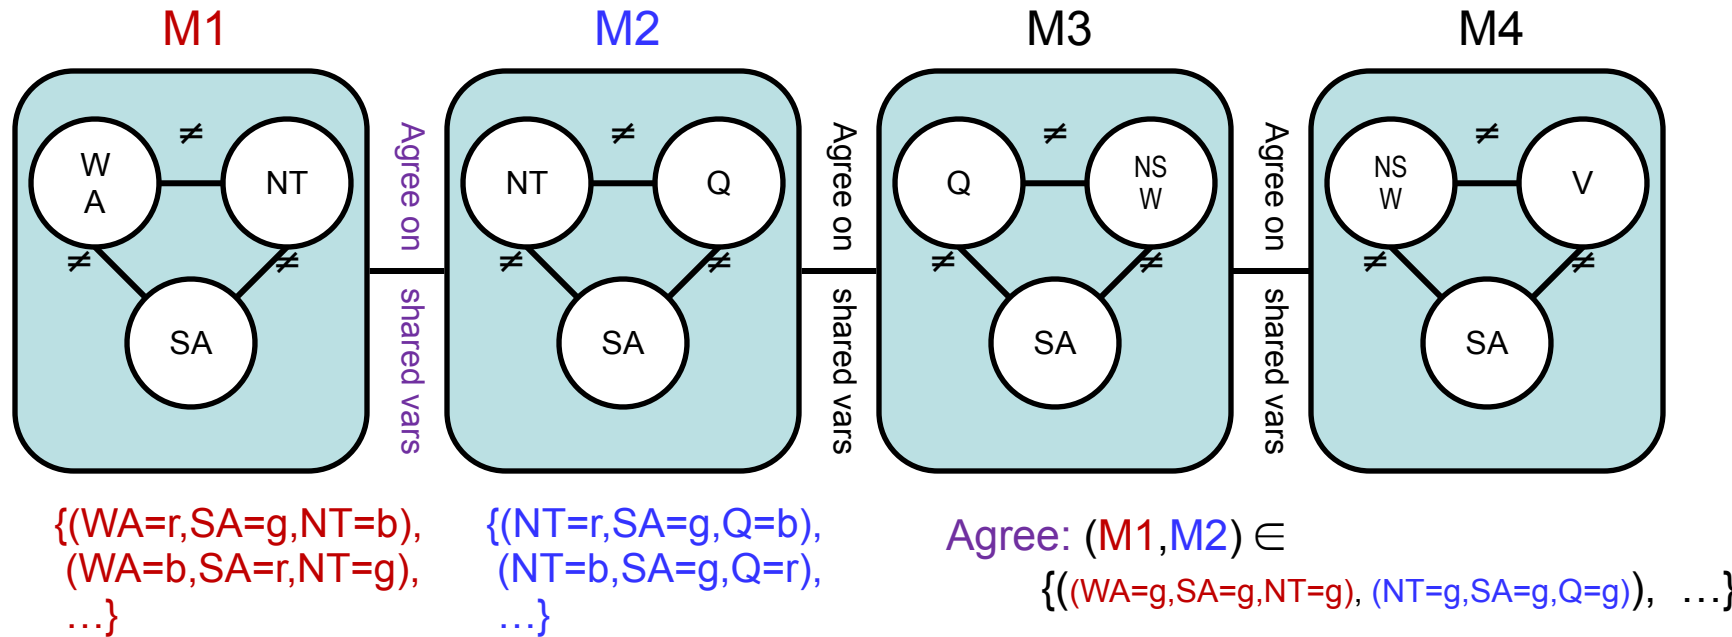 M1
M2
M3
M4
≠
W
A
NT
≠
≠
SA
Agree on
shared vars
≠
NT
Q
≠
≠
SA
Agree on
shared vars
≠
Q
NS
W
≠
≠
SA
Agree on
shared vars
≠
NS
W
V
≠
≠
SA
{(WA=r,SA=g,NT=b),
(WA=b,SA=r,NT=g),
…}
{(NT=r,SA=g,Q=b),
(NT=b,SA=g,Q=r),
…}
Agree: (M1,M2) ∈
{((WA=g,SA=g,NT=g), (NT=g,SA=g,Q=g)), …}